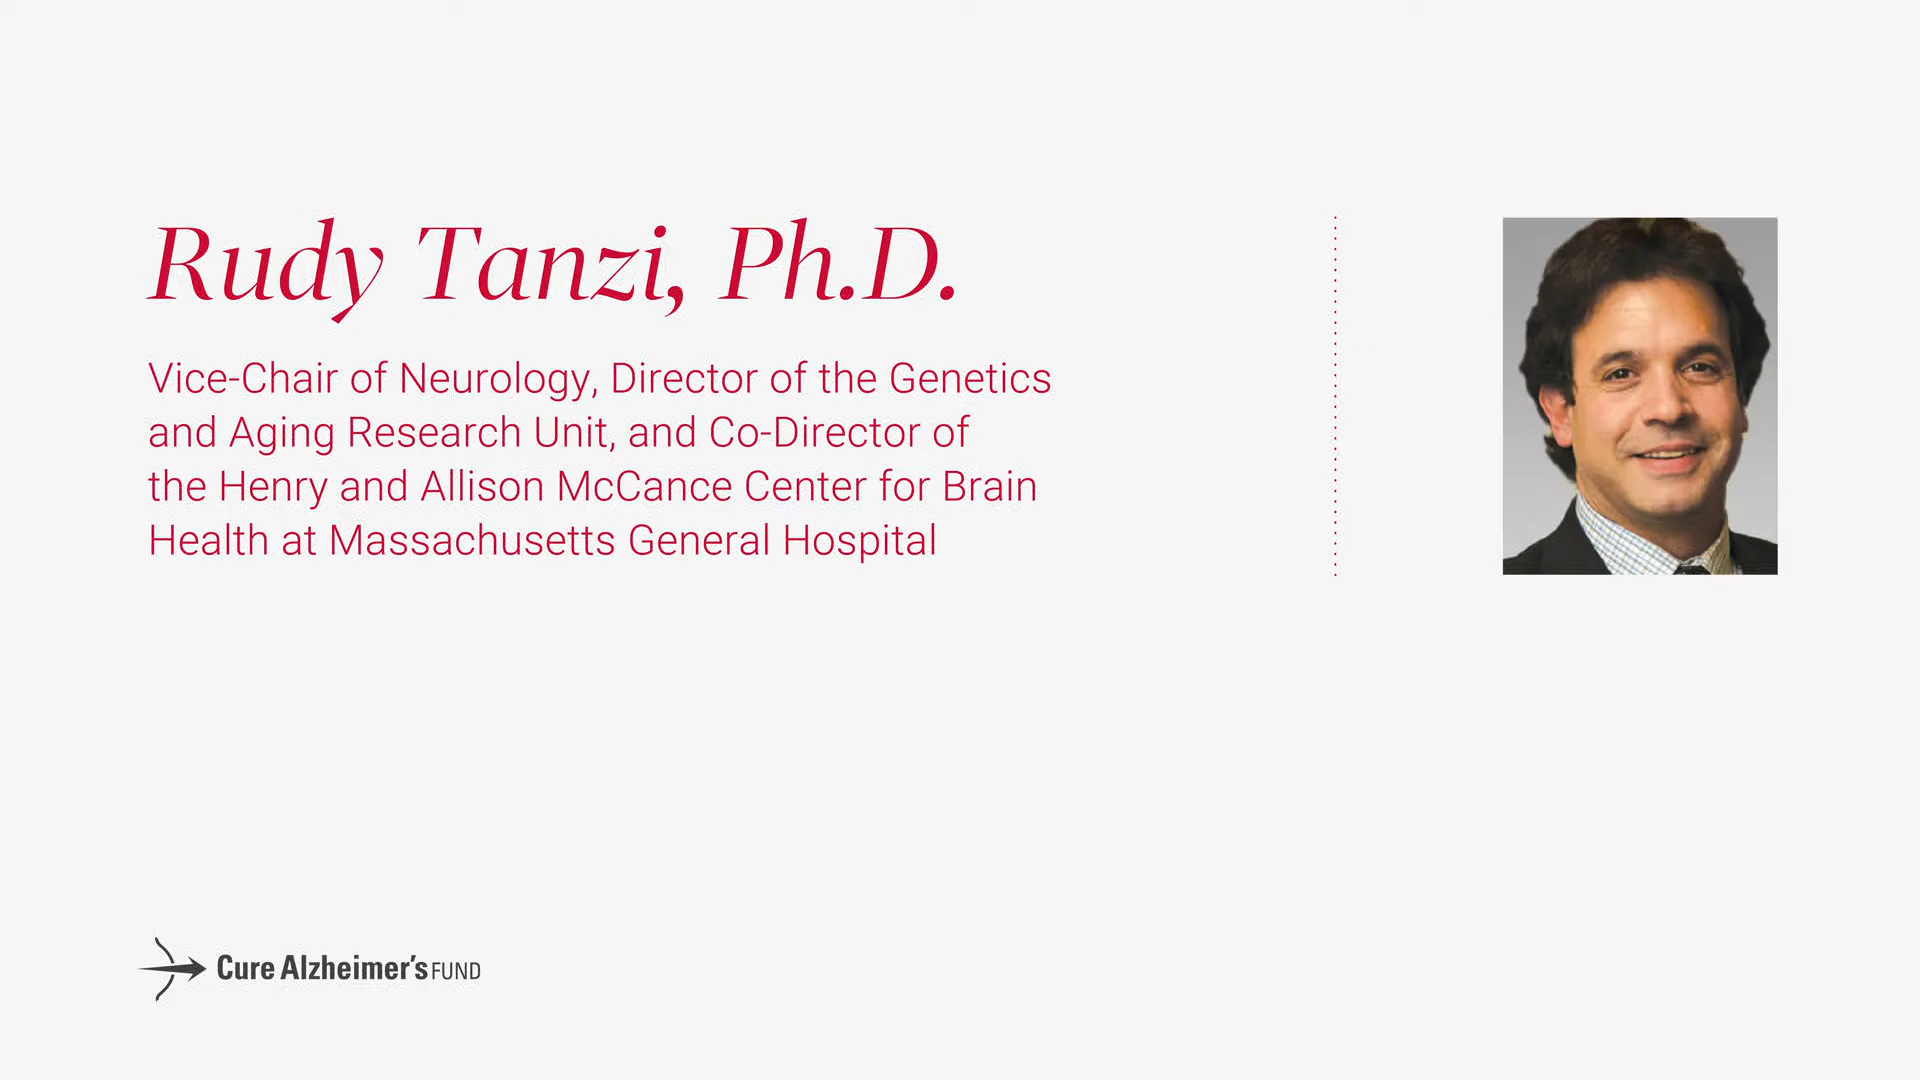 Rudy Tanzi, Ph.D.
Vice-Chair of Neurology, Director of the Genetics
and Aging Research Unit, and Co-Director of
the Henry and Allison McCance Center for Brain
Health at Massachusetts General Hospital
Cure Alzheimer's FUND